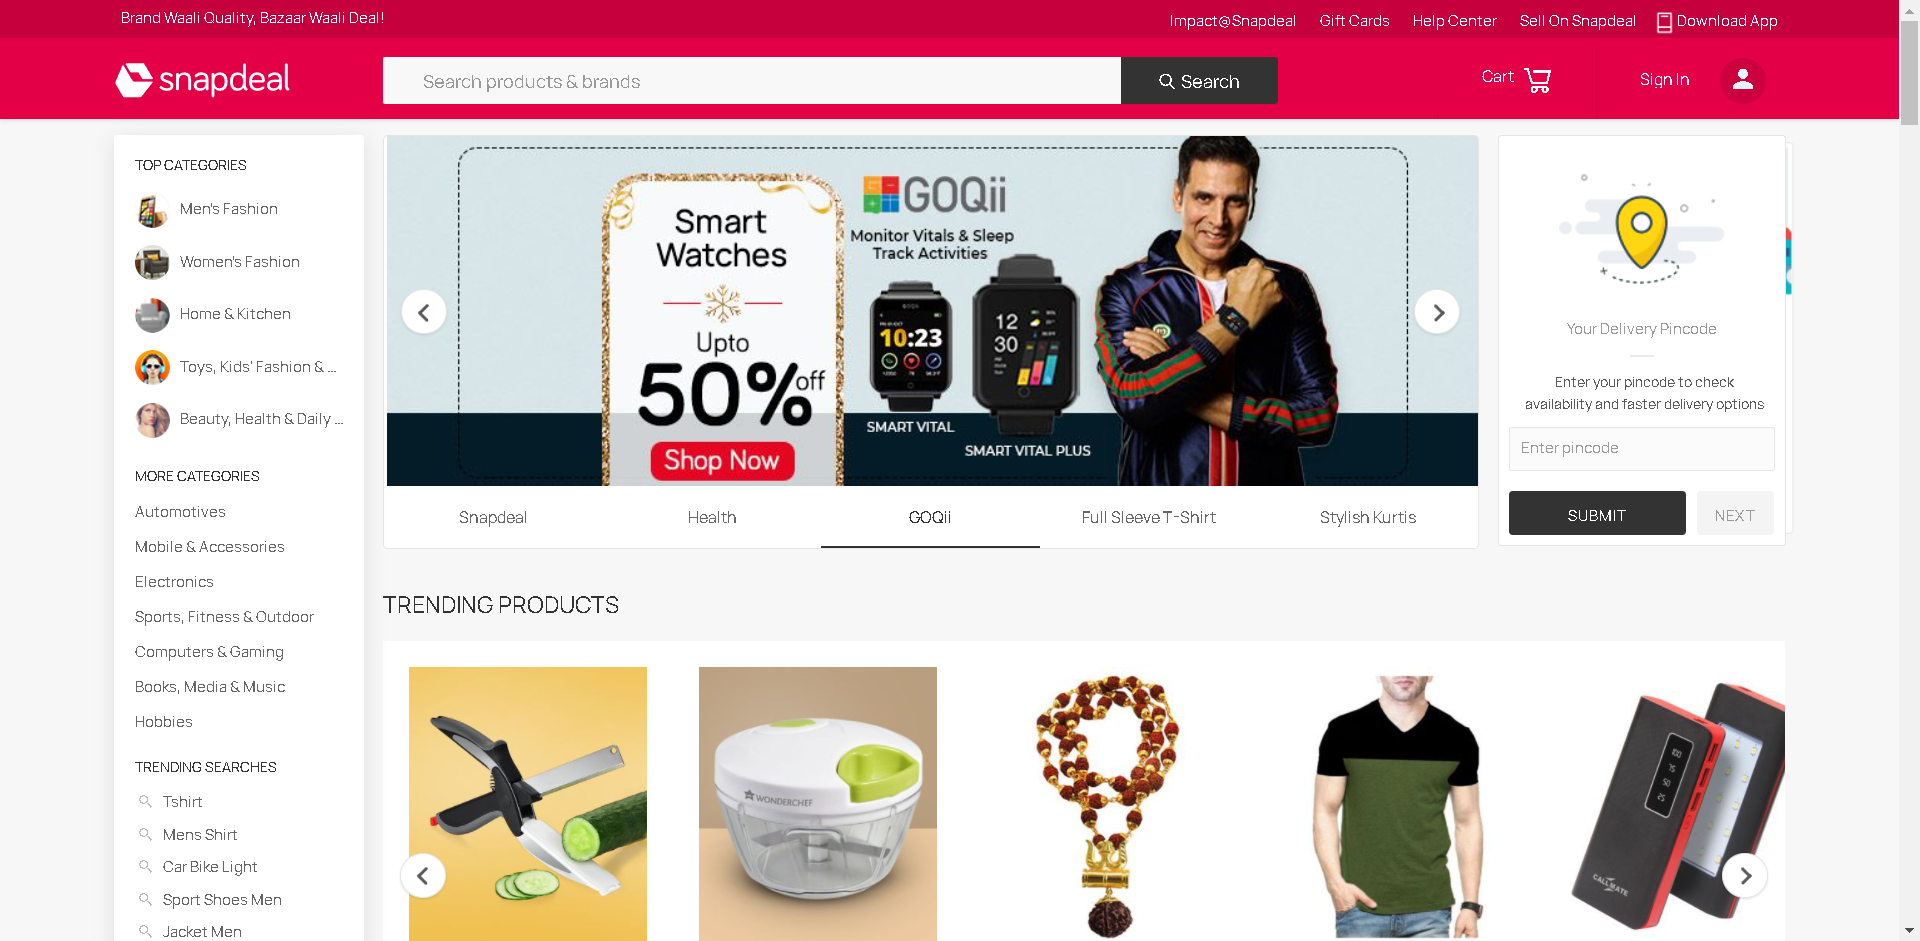 Brand Waali Quality, Bazaar Waali Deal!
Impact@Snapdeal
Gift Cards
Help Center
Sell On Snapdeal
Download App
snapdeal
Search products & brands
Search
Cart
Sign In
TOP CATEGORIES
Men's Fashion
Women's Fashion
Home & Kitchen
Toys, Kids' Fashion & ...
Beauty, Health & Daily ...
MORE CATEGORIES
Automotives
Mobile & Accessories
Electronics
Sports, Fitness & Outdoor
Computers & Gaming
Books, Media & Music
Hobbies
TRENDING SEARCHES
Tshirt
Mens Shirt
Car Bike Light
Sport Shoes Men
Jacket Men
Smart
Watches
Upto
50% off
Shop Now
GOQii
Monitor Vitals & Sleep
Track Activities
10:23
12
30
SMART VITAL
SMART VITAL PLUS
Snapdeal
Health
GOQii
Full Sleeve T-Shirt
Stylish Kurtis
Your Delivery Pincode
Enter your pincode to check
availability and faster delivery options
Enter pincode
SUBMIT
NEXT
TRENDING PRODUCTS
WONDERCHEF
100
75
50
25
CALLMATE